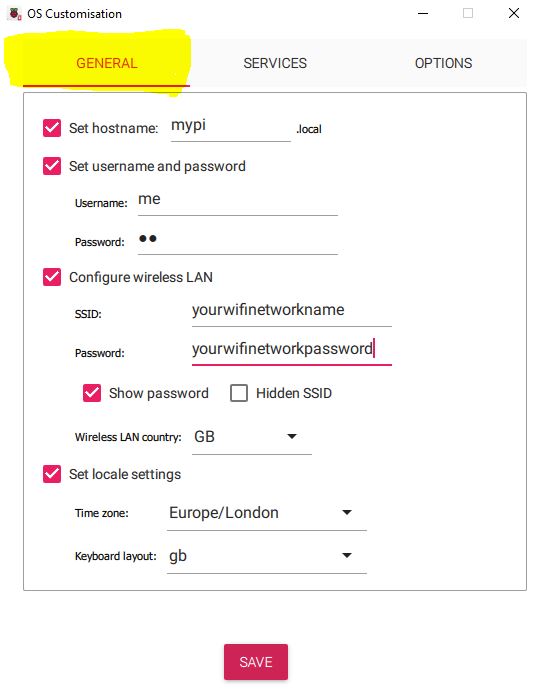 OS Customisation
GENERAL SERVICES OPTIONS
Set hostname: mypi .local
Set username and password
Username: me
Password: ●●
Configure wireless LAN
SSID: yourwifinetworkname
Password: yourwifinetworkpassword
Show password Hidden SSID
Wireless LAN country: GB
Set locale settings
Time zone: Europe/London
Keyboard layout: gb
SAVE